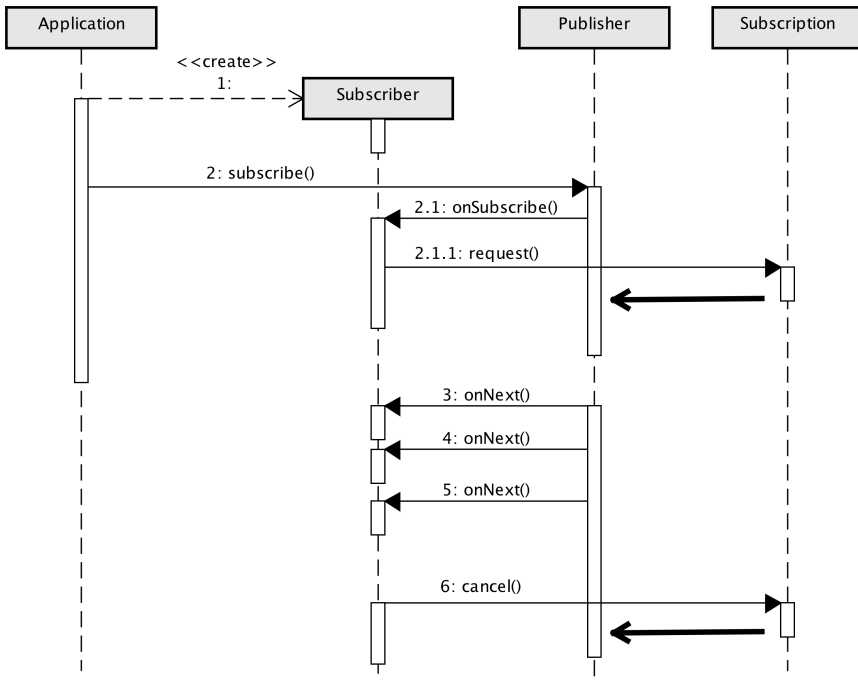 Application
Publisher
Subscription
<<create>>
1:
Subscriber
2: subscribe()
2.1: onSubscribe()
2.1.1: request()
3: onNext()
4: onNext()
5: onNext()
6: cancel()